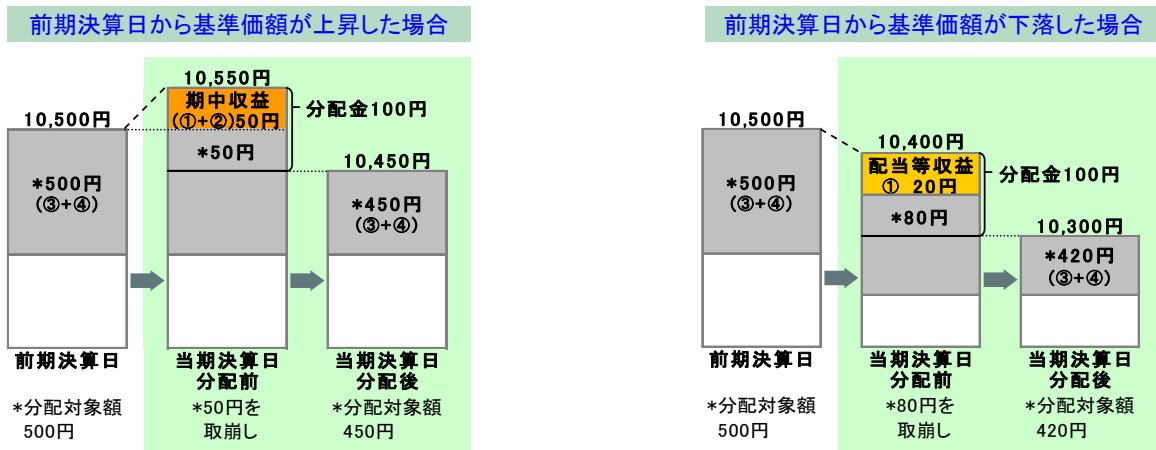 前期決算日から基準価額が上昇した場合
10,550円
期中収益
(①+②)50円
分配金100円
10,500円
*50円
10,450円
*500円
(③+④)
*450円
(③+④)
前期決算日
当期決算日
分配前
当期決算日
分配後
*分配対象額
500円
*50円を
取崩し
*分配対象額
450円
前期決算日から基準価額が下落した場合
10,500円
10,400円
配当等収益
① 20円
分配金100円
*500円
(③+④)
*80円
10,300円
*420円
(③+④)
前期決算日
当期決算日
分配前
当期決算日
分配後
*分配対象額
500円
*80円を
取崩し
*分配対象額
420円